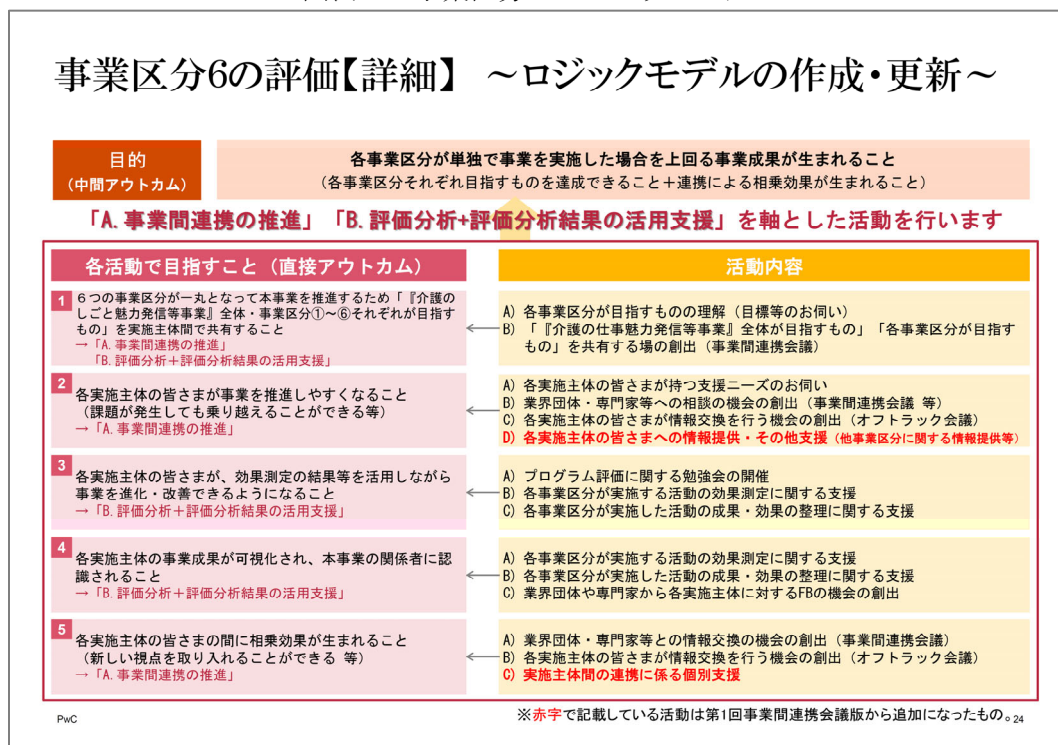 事業区分6の評価【詳細】 ～ロジックモデルの作成・更新～
目的
(中間アウトカム)
各事業区分が単独で事業を実施した場合を上回る事業成果が生まれること
(各事業区分それぞれ目指すものを達成できること＋連携による相乗効果が生まれること)
「A. 事業間連携の推進」「B. 評価分析+評価分析結果の活用支援」を軸とした活動を行います
各活動で目指すこと（直接アウトカム）
活動内容
1
６つの事業区分が一丸となって本事業を推進するため「『介護の
しごと魅力発信等事業』全体・事業区分①～⑥それぞれが目指す
もの」を実施主体間で共有すること
→「A. 事業間連携の推進」
「B. 評価分析＋評価分析結果の活用支援」
A) 各事業区分が目指すものの理解（目標等のお伺い）
B) 「『介護の仕事魅力発信等事業』全体が目指すもの」「各事業区分が目指す
もの」を共有する場の創出（事業間連携会議）
2
各実施主体の皆さまが事業を推進しやすくなること
（課題が発生しても乗り越えることができる等）
→「A. 事業間連携の推進」
A) 各実施主体の皆さまが持つ支援ニーズのお伺い
B) 業界団体・専門家等への相談の機会の創出（事業間連携会議 等）
C) 各実施主体の皆さまが情報交換を行う機会の創出（オフトラック会議）
D) 各実施主体の皆さまへの情報提供・その他支援（他事業区分に関する情報提供等）
3
各実施主体の皆さまが、効果測定の結果等を活用しながら
事業を進化・改善できるようになること
→「B. 評価分析＋評価分析結果の活用支援」
A) プログラム評価に関する勉強会の開催
B) 各事業区分が実施する活動の効果測定に関する支援
C) 各事業区分が実施した活動の成果・効果の整理に関する支援
4
各実施主体の事業成果が可視化され、本事業の関係者に認
識されること
→「B. 評価分析＋評価分析結果の活用支援」
A) 各事業区分が実施する活動の効果測定に関する支援
B) 各事業区分が実施した活動の成果・効果の整理に関する支援
C) 業界団体や専門家から各実施主体に対するFBの機会の創出
5
各実施主体の皆さまの間に相乗効果が生まれること
（新しい視点を取り入れることができる 等）
→「A. 事業間連携の推進」
A) 業界団体・専門家等との情報交換の機会の創出（事業間連携会議）
B) 各実施主体の皆さまが情報交換を行う機会の創出（オフトラック会議）
C) 実施主体間の連携に係る個別支援
PwC
※赤字で記載している活動は第1回事業間連携会議版から追加になったもの。
24